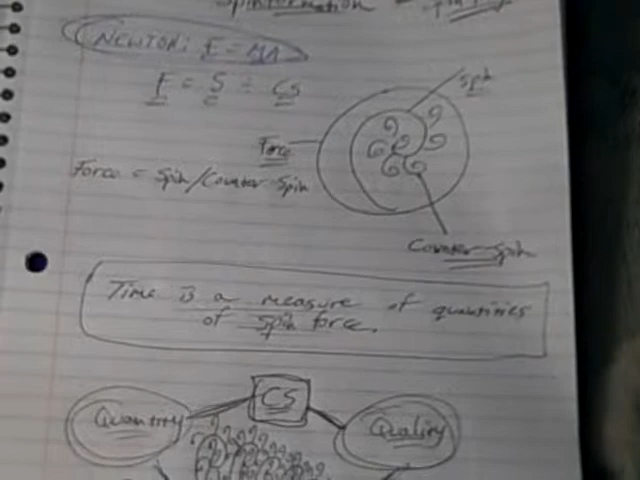 Spinformation
NEWTON: F = MA
F = S ÷ CS
Spin
Force
Force = Spin/Counter-Spin
Counter-Spin
Time is a measure of quantities
of Spin force.
CS
Quantity
Quality